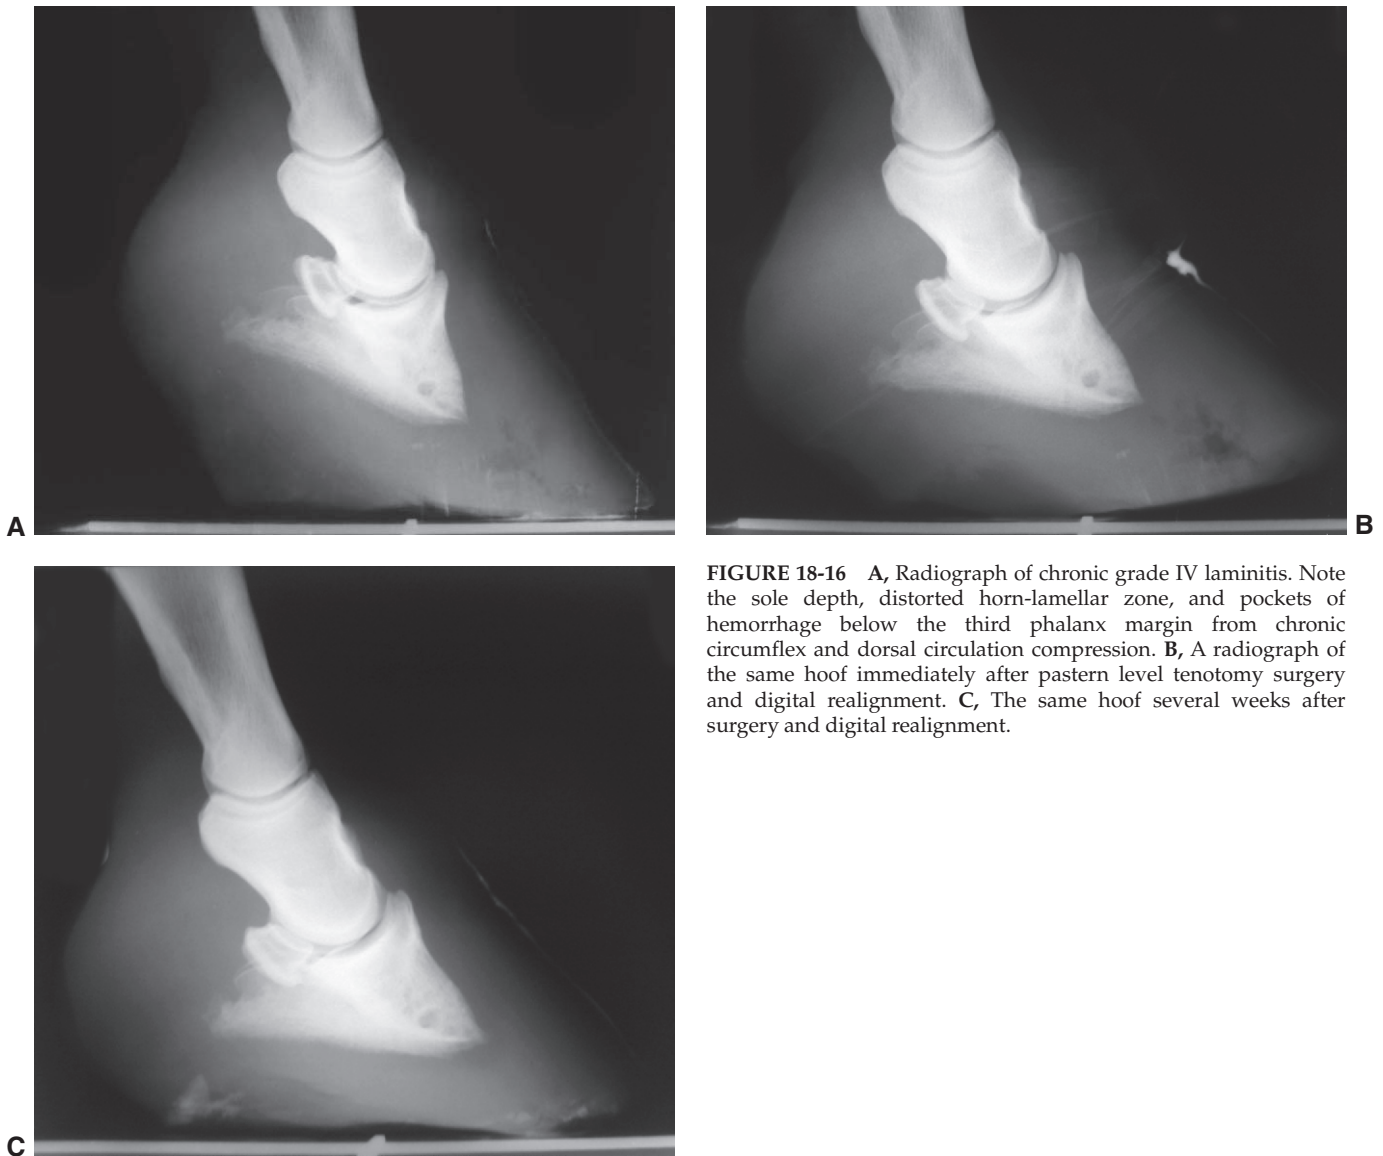 A
B
FIGURE 18-16 A, Radiograph of chronic grade IV laminitis. Note
the sole depth, distorted horn-lamellar zone, and pockets of
hemorrhage below the third phalanx margin from chronic
circumflex and dorsal circulation compression. B, A radiograph of
the same hoof immediately after pastern level tenotomy surgery
and digital realignment. C, The same hoof several weeks after
surgery and digital realignment.
C